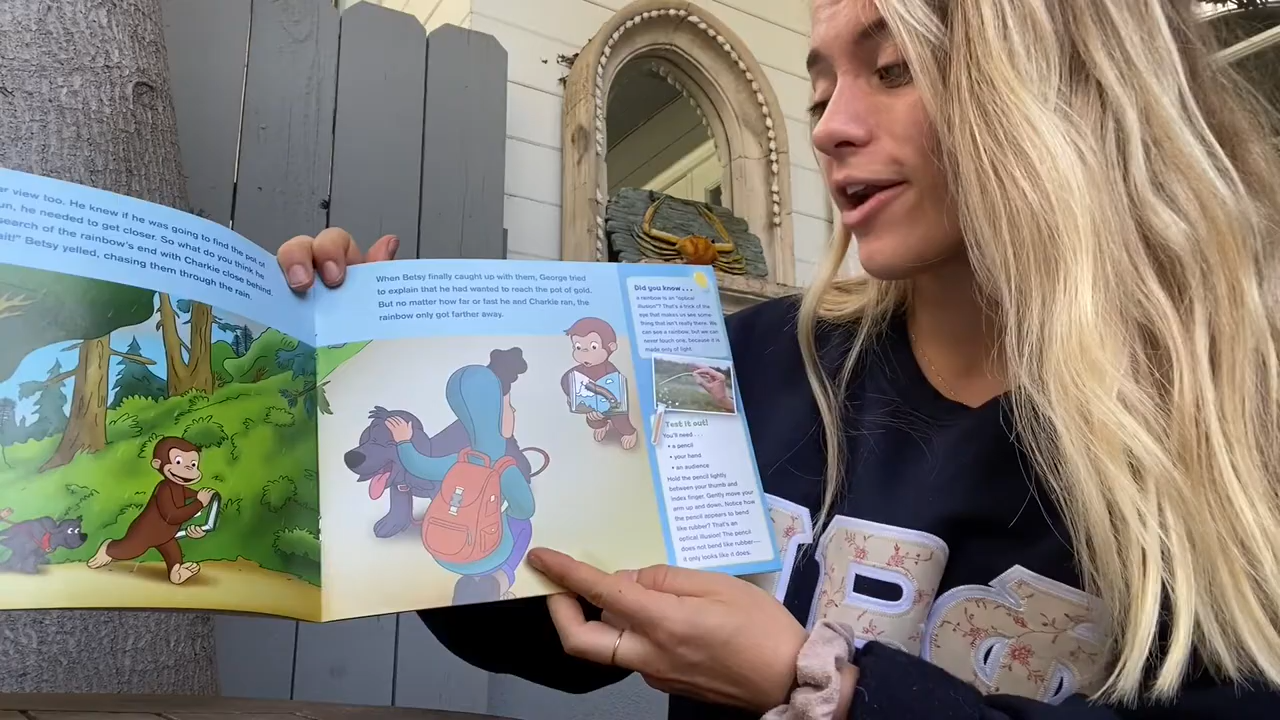 r view too. He knew if he was going to find the pot of
un, he needed to get closer. So what do you think he
search of the rainbow's end with Charkie close behind.
ait!" Betsy yelled, chasing them through the rain.
When Betsy finally caught up with them, George tried
to explain that he had wanted to reach the pot of gold.
But no matter how far or fast he and Charkie ran, the
rainbow only got farther away.
Did you know . . .
a rainbow is an "optical
illusion"? That's a trick of the
eye that makes us see some-
thing that isn't really there. We
can see a rainbow, but we can
never touch one, because it is
made only of light.
Test it out!
You'll need . . .
• a pencil
• your hand
• an audience
Hold the pencil lightly
between your thumb and
index finger. Gently move your
arm up and down. Notice how
the pencil appears to bend
like rubber? That's an
optical illusion! The pencil
does not bend like rubber—
it only looks like it does.